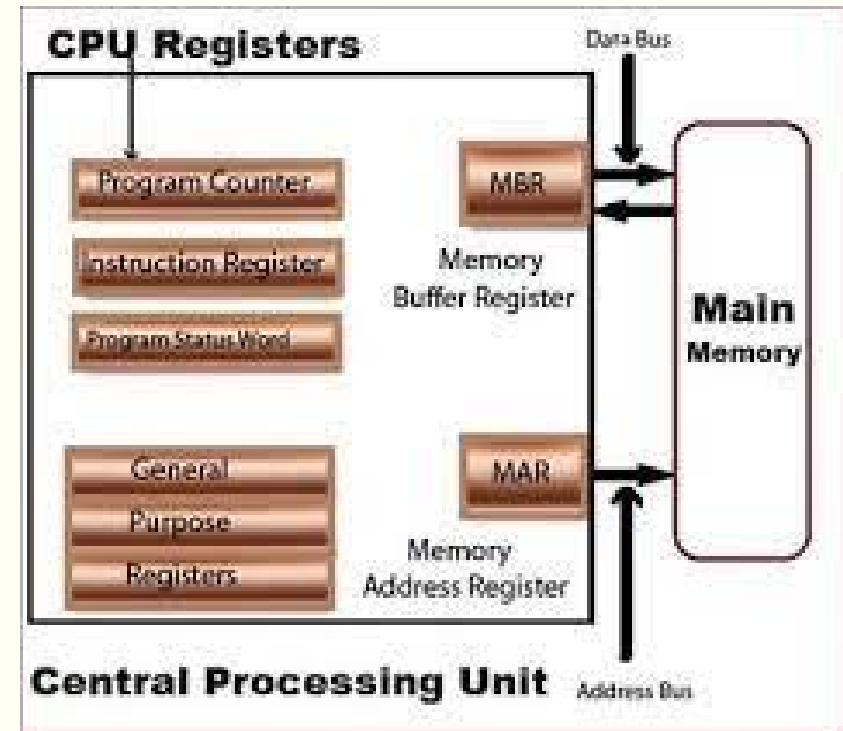 CPU Registers
Data Bus
Program Counter
MBR
Instruction Register
Memory
Buffer Register
Program Status Word
Main
Memory
General
Purpose
Registers
MAR
Memory
Address Register
Central Processing Unit
Address Bus